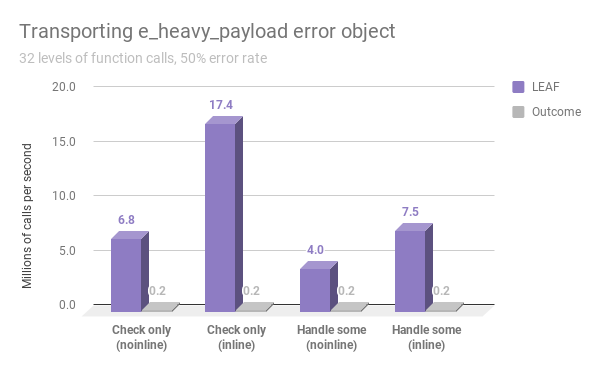 Transporting e_heavy_payload error object
32 levels of function calls, 50% error rate
Millions of calls per second
20.0
15.0
10.0
5.0
0.0
6.8
0.2
17.4
0.2
4.0
0.2
7.5
0.2
Check only
(noinline)
Check only
(inline)
Handle some
(noinline)
Handle some
(inline)
LEAF
Outcome